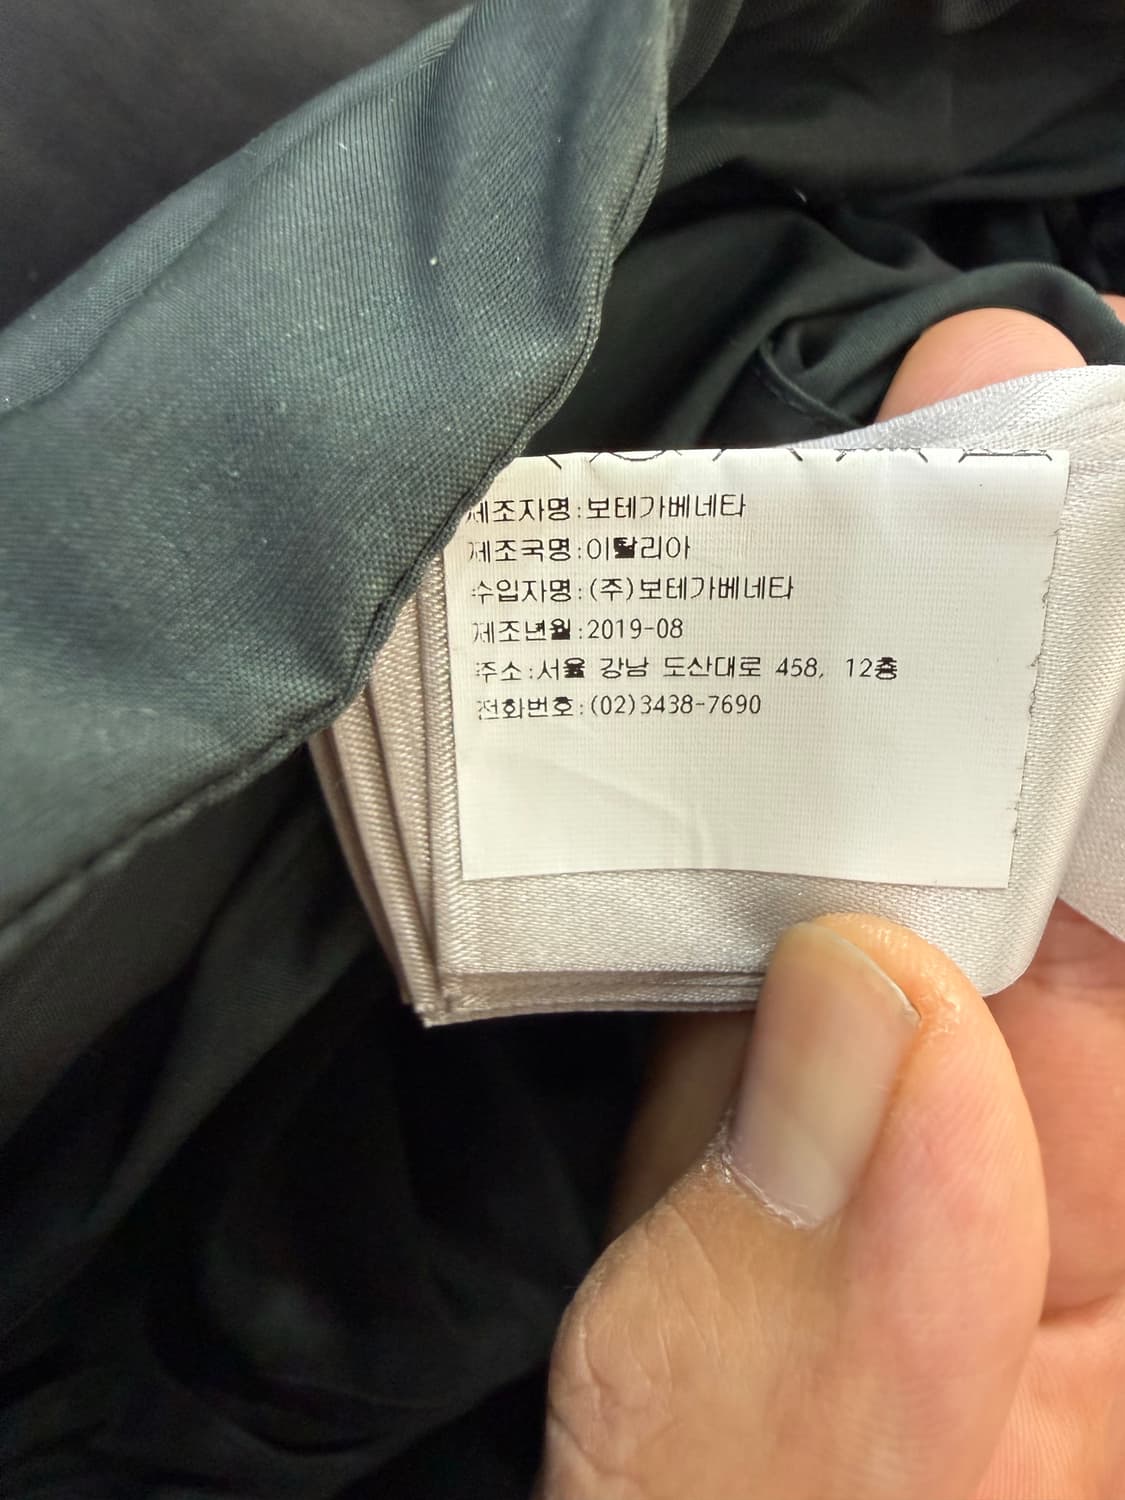 제조자명:보테가베네타
제조국명:이탈리아
수입자명:(주)보테가베네타
제조년월:2019-08
주소:서울 강남 도산대로 458, 12층
전화번호:(02)3438-7690